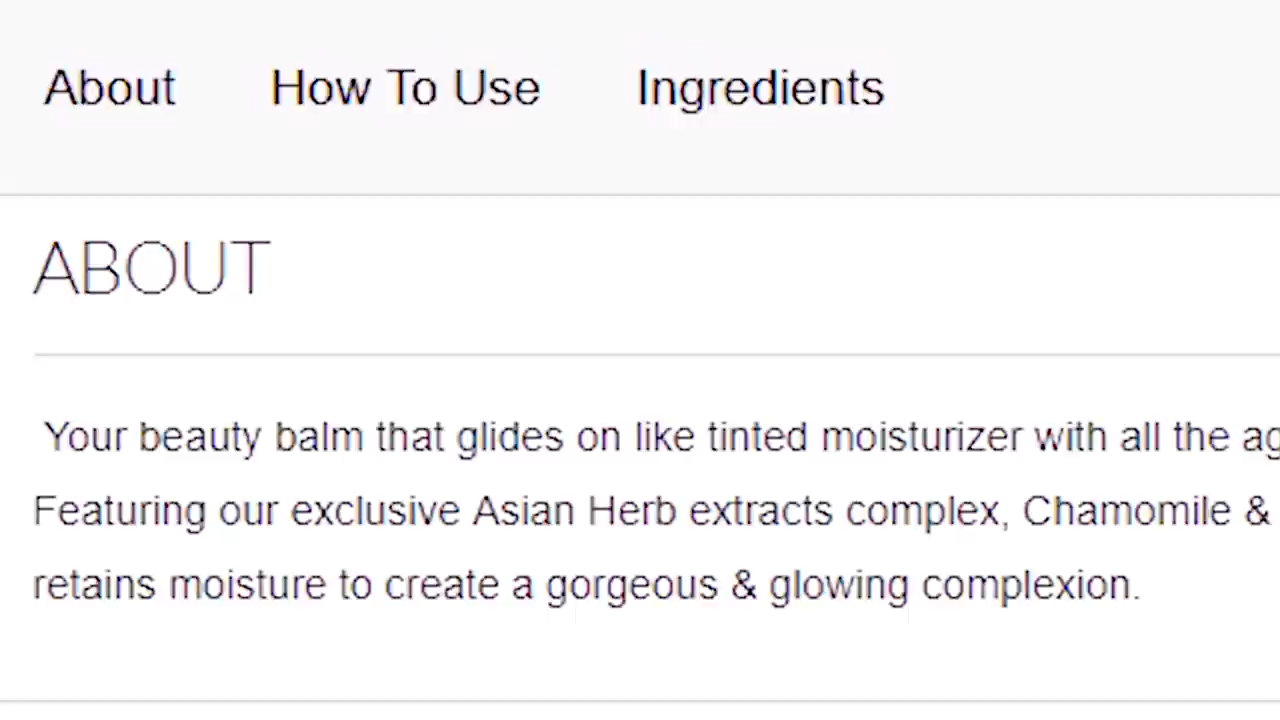 About How To Use Ingredients
ABOUT
Your beauty balm that glides on like tinted moisturizer with all the
Featuring our exclusive Asian Herb extracts complex, Chamomile &
retains moisture to create a gorgeous & glowing complexion.